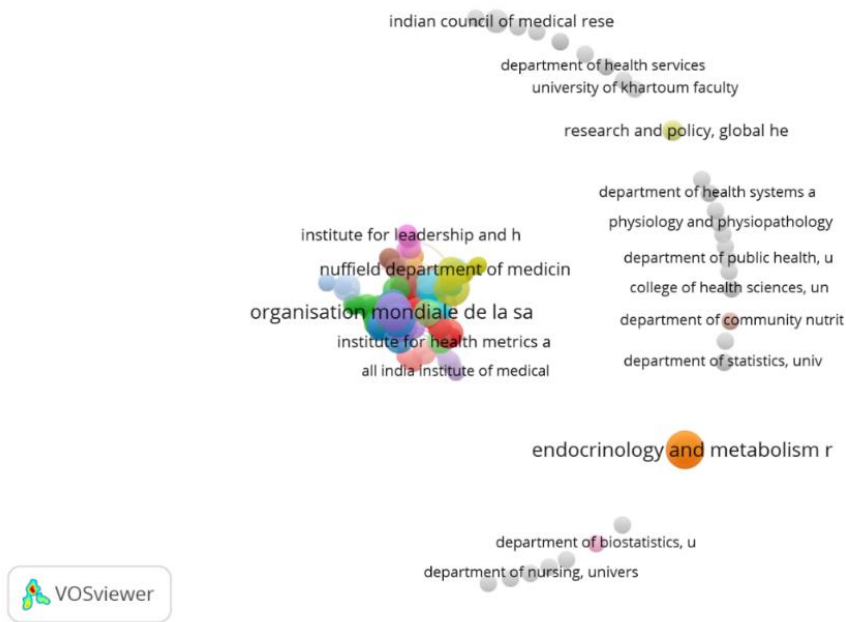 indian council of medical rese
department of health services
university of khartoum faculty
research and policy, global he
department of health systems a
physiology and physiopathology
institute for leadership and h
department of public health, u
nuffield department of medicin
college of health sciences, un
organisation mondiale de la sa
department of community nutrit
institute for health metrics a
department of statistics, univ
all india institute of medical
endocrinology and metabolism r
department of biostatistics, u
department of nursing, univers
VOSviewer